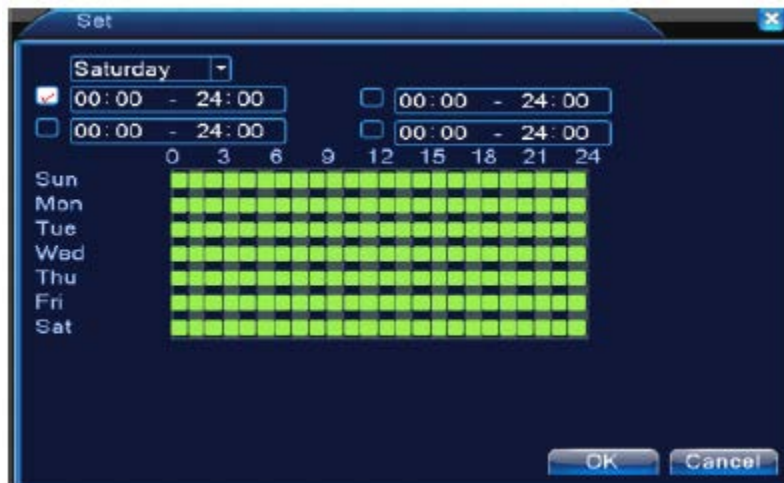 Set
Saturday
00:00 - 24:00 00:00 - 24:00
00:00 - 24:00 00:00 - 24:00
0 3 6 9 12 15 18 21 24
Sun
Mon
Tue
Wed
Thu
Fri
Sat
OK Cancel